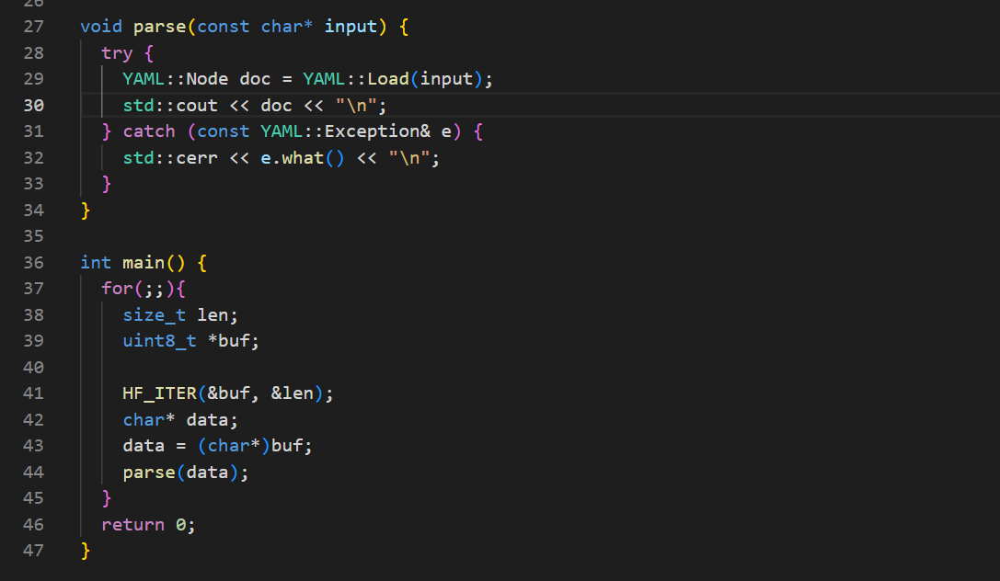 26
27 void parse(const char* input) {
28   try {
29     YAML::Node doc = YAML::Load(input);
30     std::cout << doc << "\n";
31   } catch (const YAML::Exception& e) {
32     std::cerr << e.what() << "\n";
33   }
34 }
35
36 int main() {
37   for(;;){
38     size_t len;
39     uint8_t *buf;
40
41     HF_ITER(&buf, &len);
42     char* data;
43     data = (char*)buf;
44     parse(data);
45   }
46   return 0;
47 }